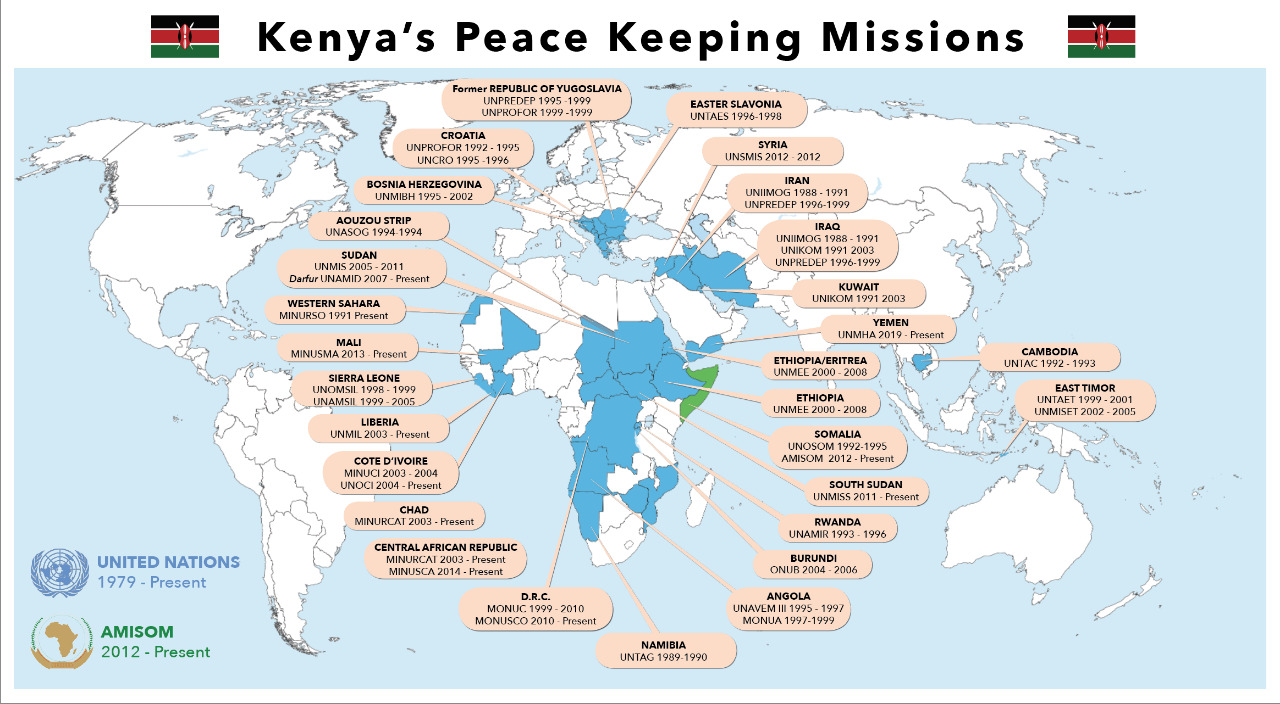 Kenya's Peace Keeping Missions
Former REPUBLIC OF YUGOSLAVIA
UNPREDEP 1995 -1999
UNPROFOR 1999 -1999
EASTER SLAVONIA
UNTAES 1996-1998
CROATIA
UNPROFOR 1992 - 1995
UNCRO 1995 -1996
SYRIA
UNSMIS 2012 - 2012
BOSNIA HERZEGOVINA
UNMIBH 1995 - 2002
IRAN
UNIIMOG 1988 - 1991
UNPREDEP 1996-1999
AOUZOU STRIP
UNASOG 1994-1994
IRAQ
UNIIMOG 1988 - 1991
UNIKOM 1991 2003
UNPREDEP 1996-1999
SUDAN
UNMIS 2005 - 2011
Darfur UNAMID 2007 - Present
KUWAIT
UNIKOM 1991 2003
WESTERN SAHARA
MINURSO 1991 Present
YEMEN
UNMHA 2019 - Present
MALI
MINUSMA 2013 - Present
ETHIOPIA/ERITREA
UNMEE 2000 - 2008
CAMBODIA
UNTAC 1992 - 1993
SIERRA LEONE
UNOMSIL 1998 - 1999
UNAMSIL 1999 - 2005
ETHIOPIA
UNMEE 2000 - 2008
EAST TIMOR
UNTAET 1999 - 2001
UNMISET 2002 - 2005
LIBERIA
UNMIL 2003 - Present
SOMALIA
UNOSOM 1992-1995
AMISOM 2012 - Present
COTE D'IVOIRE
MINUCI 2003 - 2004
UNOCI 2004 - Present
SOUTH SUDAN
UNMISS 2011 - Present
CHAD
MINURCAT 2003 - Present
RWANDA
UNAMIR 1993 - 1996
CENTRAL AFRICAN REPUBLIC
MINURCAT 2003 - Present
MINUSCA 2014 - Present
BURUNDI
ONUB 2004 - 2006
D.R.C.
MONUC 1999 - 2010
MONUSCO 2010 - Present
ANGOLA
UNAVEM III 1995 - 1997
MONUA 1997-1999
NAMIBIA
UNTAG 1989-1990
UNITED NATIONS
1979 - Present
AMISOM
2012 - Present